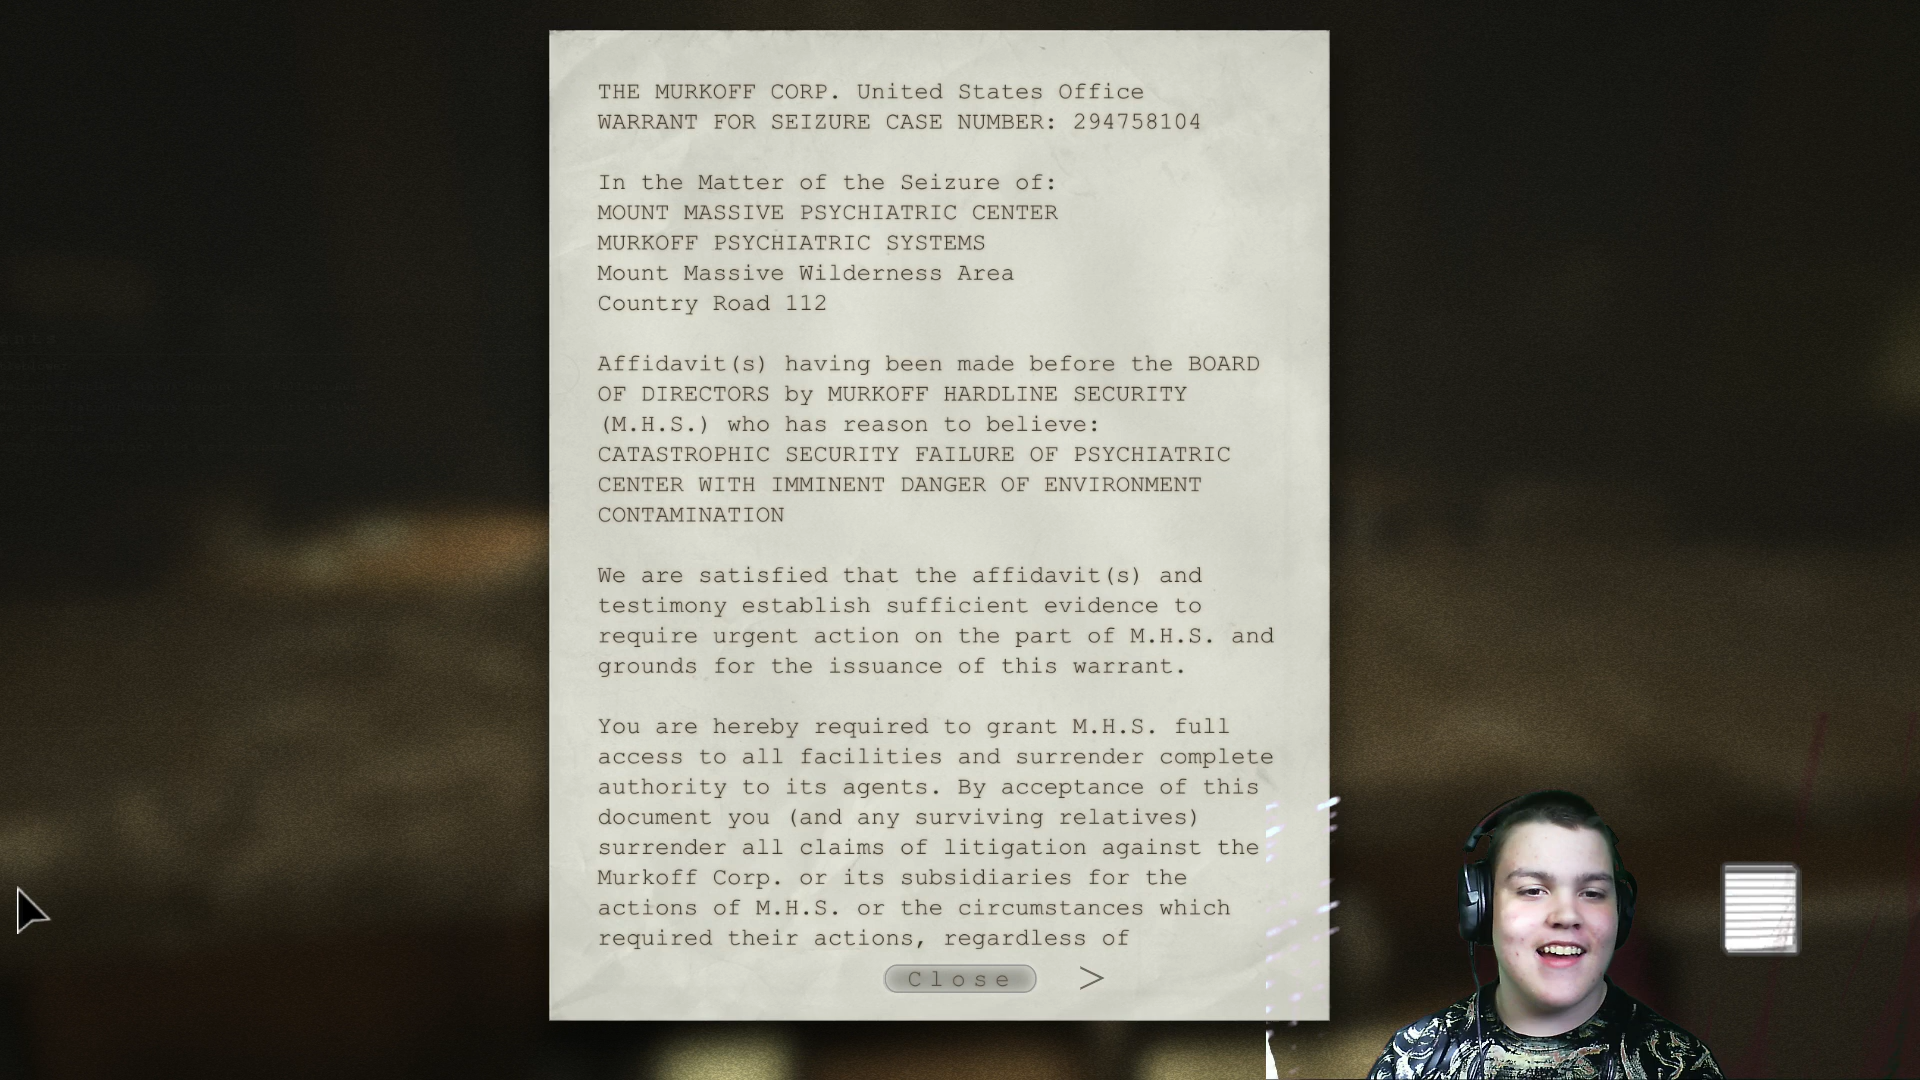 THE MURKOFF CORP. United States Office
WARRANT FOR SEIZURE CASE NUMBER: 294758104
In the Matter of the Seizure of:
MOUNT MASSIVE PSYCHIATRIC CENTER
MURKOFF PSYCHIATRIC SYSTEMS
Mount Massive Wilderness Area
Country Road 112
Affidavit(s) having been made before the BOARD
OF DIRECTORS by MURKOFF HARDLINE SECURITY
(M.H.S.) who has reason to believe:
CATASTROPHIC SECURITY FAILURE OF PSYCHIATRIC
CENTER WITH IMMINENT DANGER OF ENVIRONMENT
CONTAMINATION
We are satisfied that the affidavit(s) and
testimony establish sufficient evidence to
require urgent action on the part of M.H.S. and
grounds for the issuance of this warrant.
You are hereby required to grant M.H.S. full
access to all facilities and surrender complete
authority to its agents. By acceptance of this
document you (and any surviving relatives)
surrender all claims of litigation against the
Murkoff Corp. or its subsidiaries for the
actions of M.H.S. or the circumstances which
required their actions, regardless of
Close >